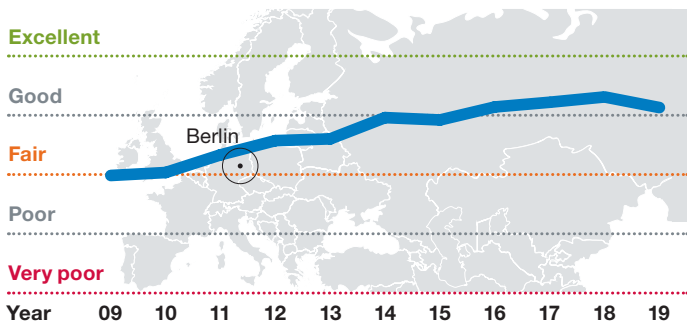 Excellent
Good
Berlin
Fair
Poor
Very poor
Year 09 10 11 12 13 14 15 16 17 18 19